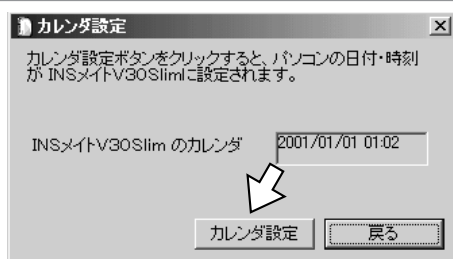 カレンダ設定
カレンダ設定ボタンをクリックすると、パソコンの日付・時刻
が INSメイトV30Slimに設定されます。
INSメイトV30Slim のカレンダ 2001/01/01 01:02
カレンダ設定 戻る